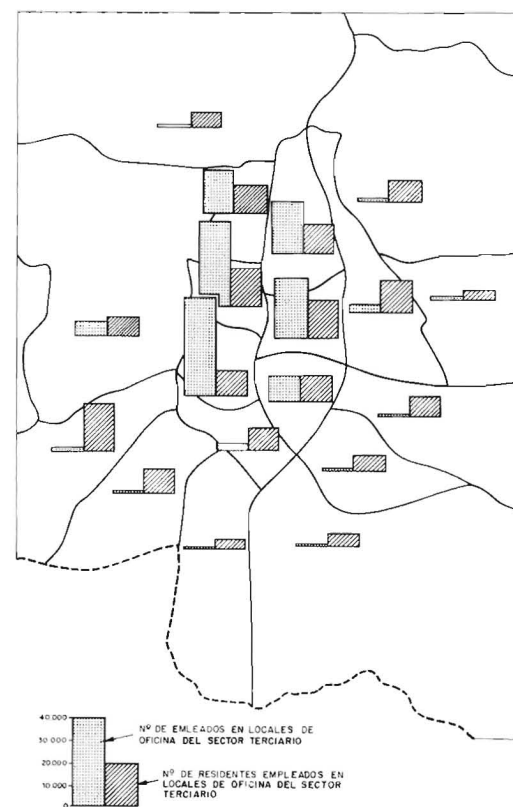 40.000
30.000
20.000
10.000
0
Nº DE EMLEADOS EN LOCALES DE
OFICINA DEL SECTOR TERCIARIO
Nº DE RESIDENTES EMPLEADOS EN
LOCALES DE OFICINA DEL SECTOR
TERCIARIO